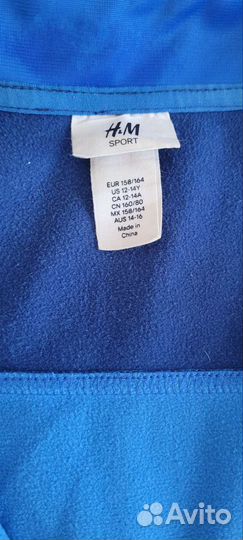 H&M
SPORT
EUR 158/164
US 12-14Y
CA 12-14A
CN 160/80
MX 158/164
AUS 14-16
Made in
China
Avito